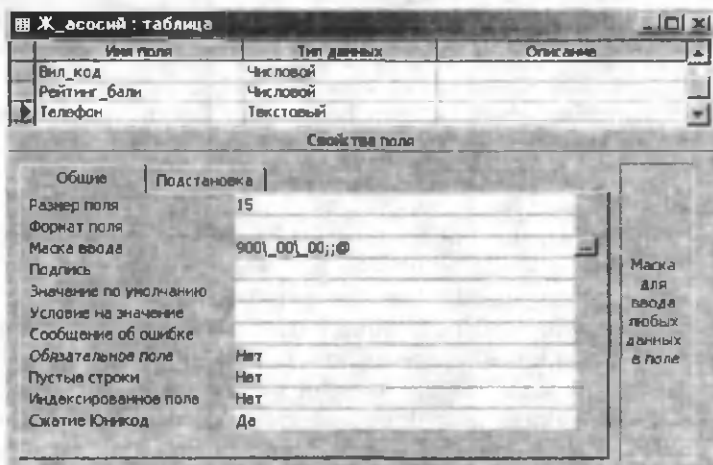 Ж_асосий : таблица
Имя поля Тип данных Описание
Вил_код Числовой
Рейтинг_бали Числовой
Телефон Текстовый
Свойства поля
Общие Подстановка
Размер поля 15
Формат поля
Маска ввода 900\_00\_00;;@
Подпись
Значение по умолчанию
Условие на значение
Сообщение об ошибке
Обязательное поле Нет
Пустые строки Нет
Индексированное поле Нет
Сжатие Юникод Да
Маска
для
ввода
любых
данных
в поле